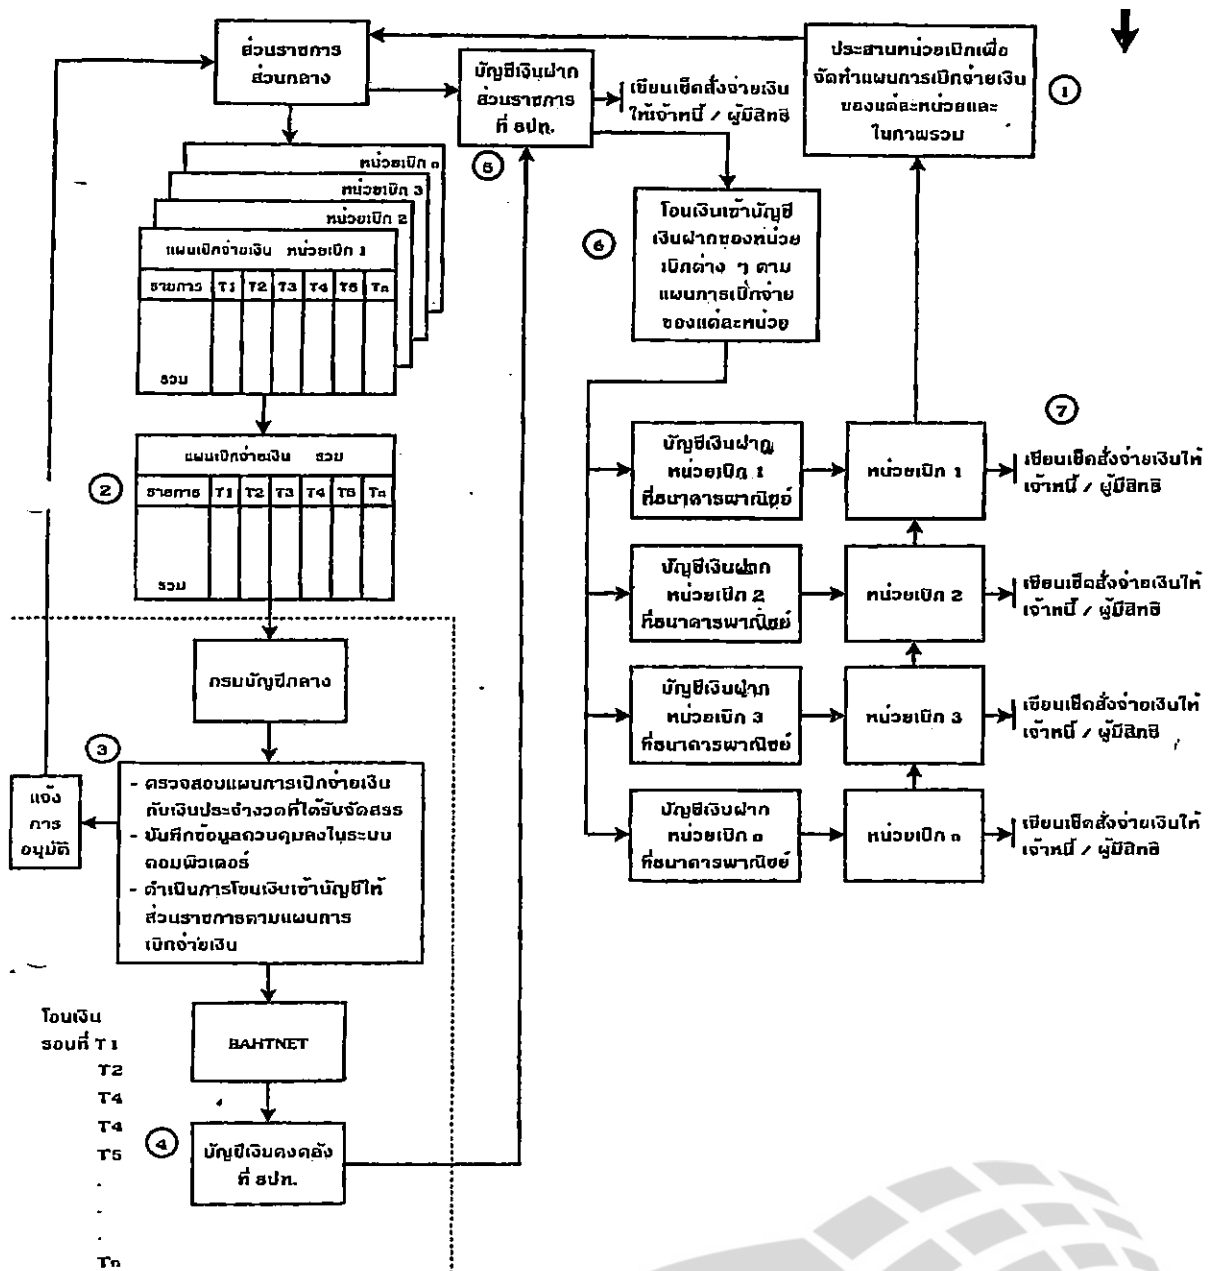 ส่วนราชการ
ส่วนกลาง
บัญชีเงินฝาก
ส่วนราชการ
ที่ ธปท.
5
เขียนเช็คสั่งจ่ายเงิน
ให้เจ้าหนี้ / ผู้มีสิทธิ
ประสานหน่วยเบิกเพื่อ
จัดทำแผนการเบิกจ่ายเงิน
ของแต่ละหน่วยและ
ในภาพรวม
1
หน่วยเบิก n
หน่วยเบิก 3
หน่วยเบิก 2
แผนเบิกจ่ายเงิน หน่วยเบิก 1
รายการ T1 T2 T3 T4 T5 Tn
รวม
6
โอนเงินเข้าบัญชี
เงินฝากของหน่วย
เบิกต่าง ๆ ตาม
แผนการเบิกจ่าย
ของแต่ละหน่วย
2
แผนเบิกจ่ายเงิน รวม
รายการ T1 T2 T3 T4 T5 Tn
รวม
7
บัญชีเงินฝาก
หน่วยเบิก 1
ที่ธนาคารพาณิชย์
หน่วยเบิก 1
เขียนเช็คสั่งจ่ายเงินให้
เจ้าหนี้ / ผู้มีสิทธิ
บัญชีเงินฝาก
หน่วยเบิก 2
ที่ธนาคารพาณิชย์
หน่วยเบิก 2
เขียนเช็คสั่งจ่ายเงินให้
เจ้าหนี้ / ผู้มีสิทธิ
บัญชีเงินฝาก
หน่วยเบิก 3
ที่ธนาคารพาณิชย์
หน่วยเบิก 3
เขียนเช็คสั่งจ่ายเงินให้
เจ้าหนี้ / ผู้มีสิทธิ
บัญชีเงินฝาก
หน่วยเบิก n
ที่ธนาคารพาณิชย์
หน่วยเบิก n
เขียนเช็คสั่งจ่ายเงินให้
เจ้าหนี้ / ผู้มีสิทธิ
กรมบัญชีกลาง
3
แจ้ง
การ
อนุมัติ
- ตรวจสอบแผนการเบิกจ่ายเงิน
กับเงินประจำงวดที่ได้รับจัดสรร
- บันทึกข้อมูลควบคุมลงในระบบ
คอมพิวเตอร์
- ดำเนินการโอนเงินเข้าบัญชีให้
ส่วนราชการตามแผนการ
เบิกจ่ายเงิน
BAHTNET
4
บัญชีเงินคงคลัง
ที่ ธปท.
โอนเงิน
รอบที่ T1
T2
T4
T4
T5
.
.
.
Tn